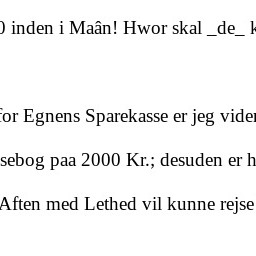 0 inden i Maân! Hwor skal _de_ k
for Egnens Sparekasse er jeg vider
sebog paa 2000 Kr.; desuden er h
Aften med Lethed vil kunne rejse